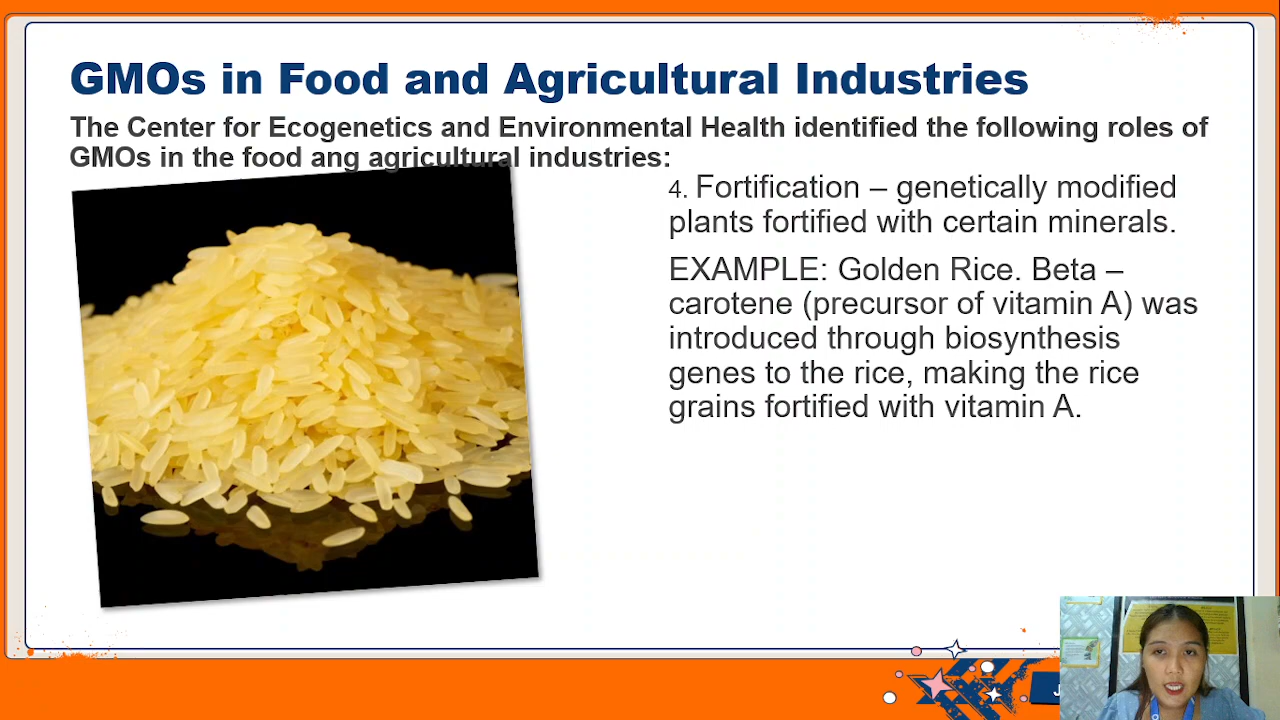 GMOs in Food and Agricultural Industries
The Center for Ecogenetics and Environmental Health identified the following roles of
GMOs in the food ang agricultural industries:
4. Fortification – genetically modified
plants fortified with certain minerals.
EXAMPLE: Golden Rice. Beta –
carotene (precursor of vitamin A) was
introduced through biosynthesis
genes to the rice, making the rice
grains fortified with vitamin A.
J